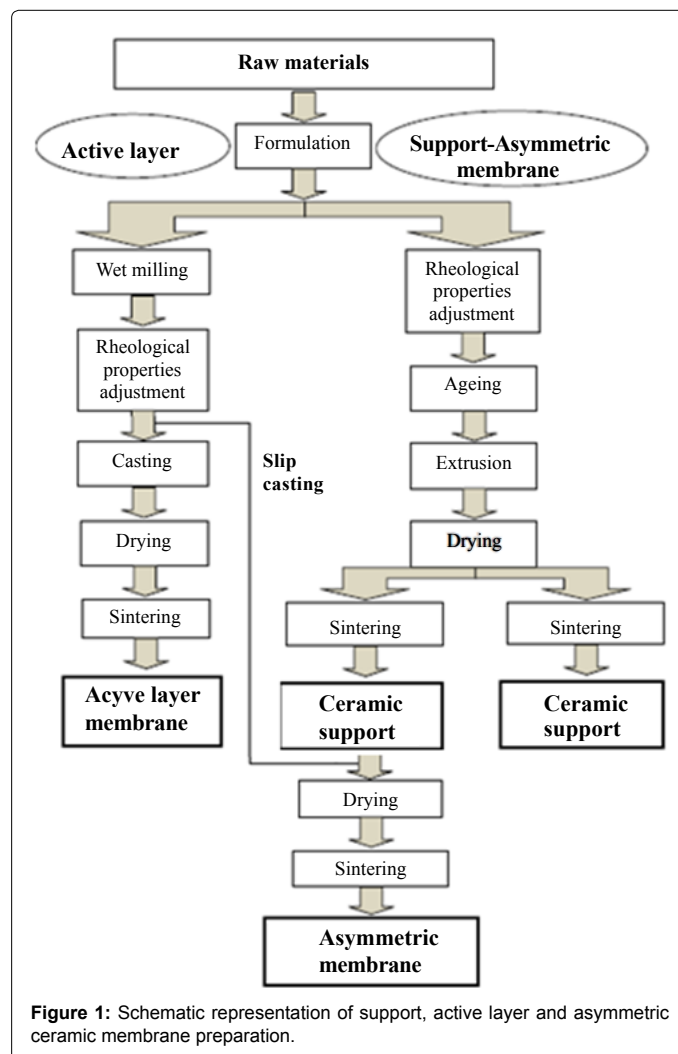 Raw materials
Active layer
Formulation
Support-Asymmetric
membrane
Wet milling
Rheological
properties
adjustment
Casting
Drying
Sintering
Acyve layer
membrane
Slip
casting
Rheological
properties
adjustment
Ageing
Extrusion
Drying
Sintering
Sintering
Ceramic
support
Ceramic
support
Drying
Sintering
Asymmetric
membrane
Figure 1: Schematic representation of support, active layer and asymmetric
ceramic membrane preparation.